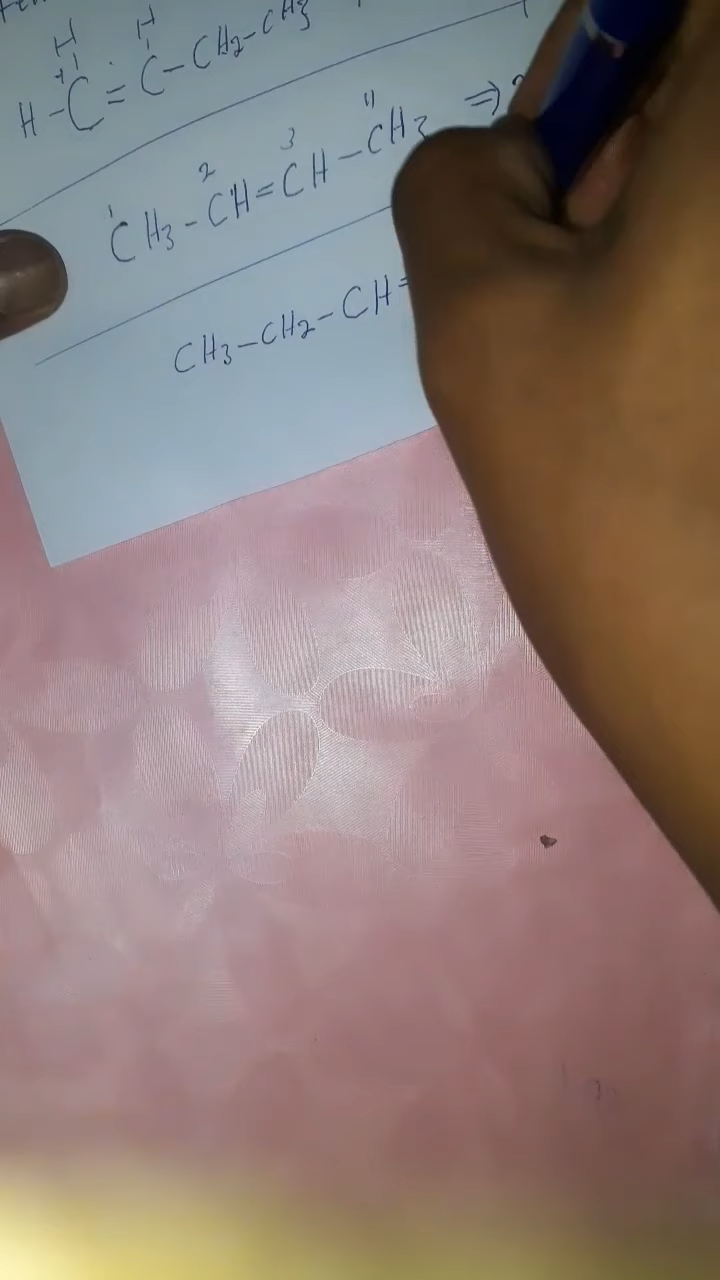 H H
H-C=C-CH2-CH3
1 2 3 4
CH3-CH=CH-CH3 ⇒
CH3-CH2-CH=